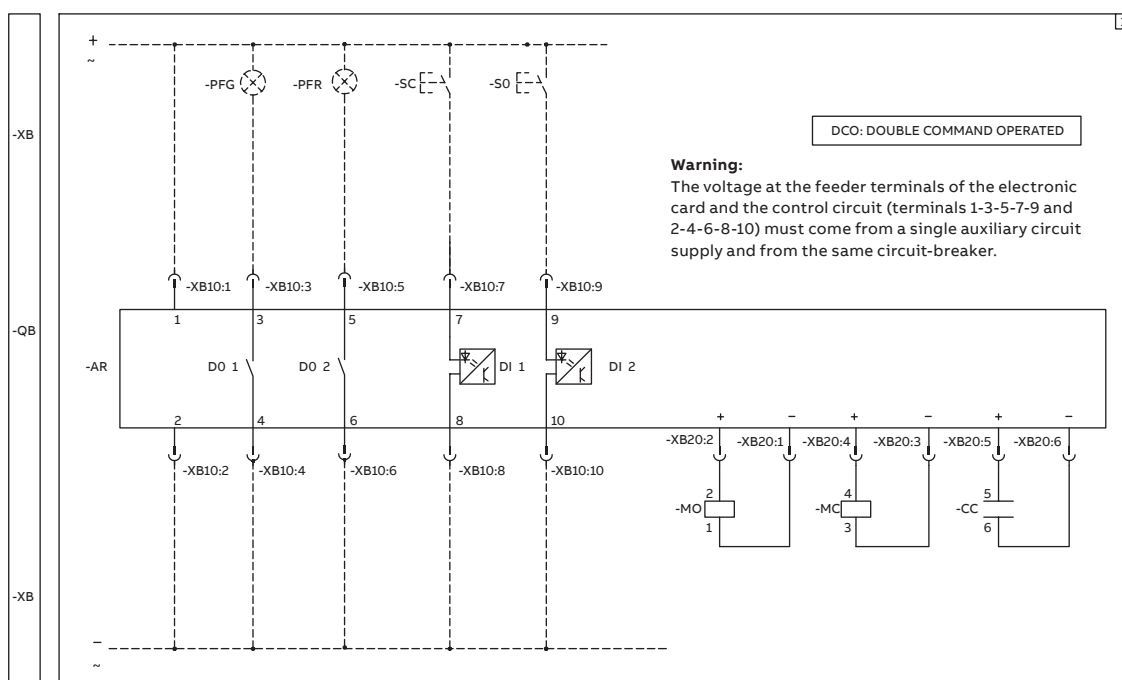 +
~
-PFG
-PFR
-SC
-S0
-XB
DCO: DOUBLE COMMAND OPERATED
Warning:
The voltage at the feeder terminals of the electronic
card and the control circuit (terminals 1-3-5-7-9 and
2-4-6-8-10) must come from a single auxiliary circuit
supply and from the same circuit-breaker.
-XB10:1 -XB10:3 -XB10:5 -XB10:7 -XB10:9
1 3 5 7 9
-QB
-AR
D0 1 D0 2 DI 1 DI 2
2 4 6 8 10
+ − + − + −
-XB20:2 -XB20:1 -XB20:4 -XB20:3 -XB20:5 -XB20:6
-XB10:2 -XB10:4 -XB10:6 -XB10:8 -XB10:10
2 4 5
-MO -MC -CC
1 3 6
-XB
−
~